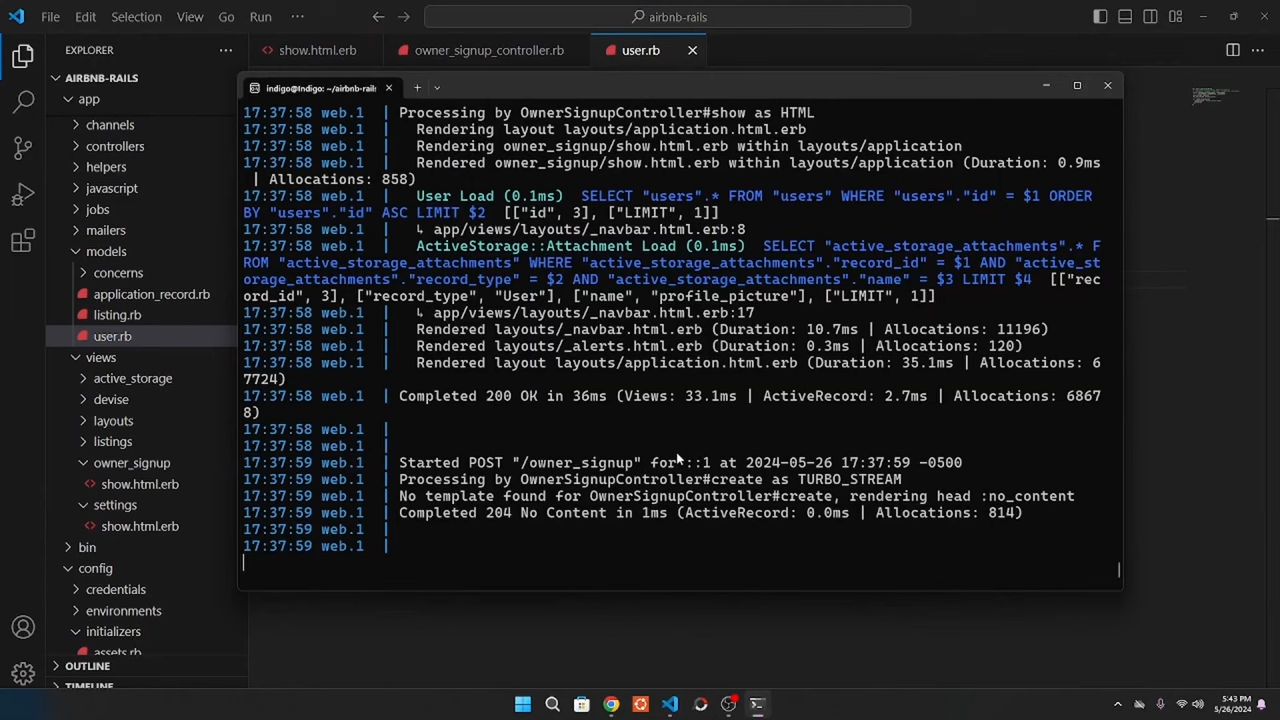 File Edit Selection View Go Run ···
airbnb-rails
EXPLORER ···
show.html.erb
owner_signup_controller.rb
user.rb
AIRBNB-RAILS
app
channels
controllers
helpers
javascript
jobs
mailers
models
concerns
application_record.rb
listing.rb
user.rb
views
active_storage
devise
layouts
listings
owner_signup
show.html.erb
settings
show.html.erb
bin
config
credentials
environments
initializers
assets.rb
OUTLINE
TIMELINE
indigo@Indigo: ~/airbnb-rails
17:37:58 web.1 | Processing by OwnerSignupController#show as HTML
17:37:58 web.1 | Rendering layout layouts/application.html.erb
17:37:58 web.1 | Rendering owner_signup/show.html.erb within layouts/application
17:37:58 web.1 | Rendered owner_signup/show.html.erb within layouts/application (Duration: 0.9ms
| Allocations: 858)
17:37:58 web.1 | User Load (0.1ms) SELECT "users".* FROM "users" WHERE "users"."id" = $1 ORDER
BY "users"."id" ASC LIMIT $2 [["id", 3], ["LIMIT", 1]]
17:37:58 web.1 | ↳ app/views/layouts/_navbar.html.erb:8
17:37:58 web.1 | ActiveStorage::Attachment Load (0.1ms) SELECT "active_storage_attachments".* F
ROM "active_storage_attachments" WHERE "active_storage_attachments"."record_id" = $1 AND "active_st
orage_attachments"."record_type" = $2 AND "active_storage_attachments"."name" = $3 LIMIT $4 [["rec
ord_id", 3], ["record_type", "User"], ["name", "profile_picture"], ["LIMIT", 1]]
17:37:58 web.1 | ↳ app/views/layouts/_navbar.html.erb:17
17:37:58 web.1 | Rendered layouts/_navbar.html.erb (Duration: 10.7ms | Allocations: 11196)
17:37:58 web.1 | Rendered layouts/_alerts.html.erb (Duration: 0.3ms | Allocations: 120)
17:37:58 web.1 | Rendered layout layouts/application.html.erb (Duration: 35.1ms | Allocations: 6
7724)
17:37:58 web.1 | Completed 200 OK in 36ms (Views: 33.1ms | ActiveRecord: 2.7ms | Allocations: 6867
8)
17:37:58 web.1 |
17:37:58 web.1 |
17:37:59 web.1 | Started POST "/owner_signup" for ::1 at 2024-05-26 17:37:59 -0500
17:37:59 web.1 | Processing by OwnerSignupController#create as TURBO_STREAM
17:37:59 web.1 | No template found for OwnerSignupController#create, rendering head :no_content
17:37:59 web.1 | Completed 204 No Content in 1ms (ActiveRecord: 0.0ms | Allocations: 814)
17:37:59 web.1 |
17:37:59 web.1 |
5:43 PM
5/26/2024